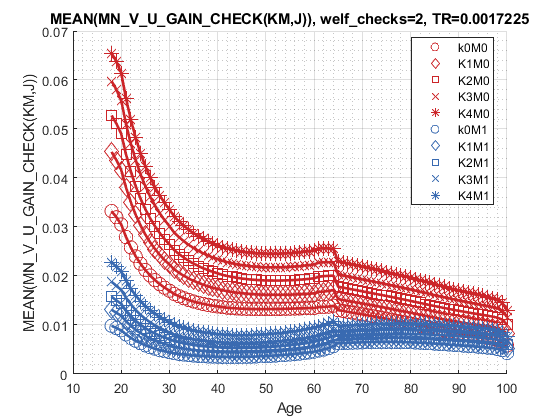 MEAN(MN_V_U_GAIN_CHECK(KM,J)), welf_checks=2, TR=0.0017225
MEAN(MN_V_U_GAIN_CHECK(KM,J))
0.07
0.06
0.05
0.04
0.03
0.02
0.01
0
10 20 30 40 50 60 70 80 90 100
Age
k0M0
K1M0
K2M0
K3M0
K4M0
k0M1
K1M1
K2M1
K3M1
K4M1